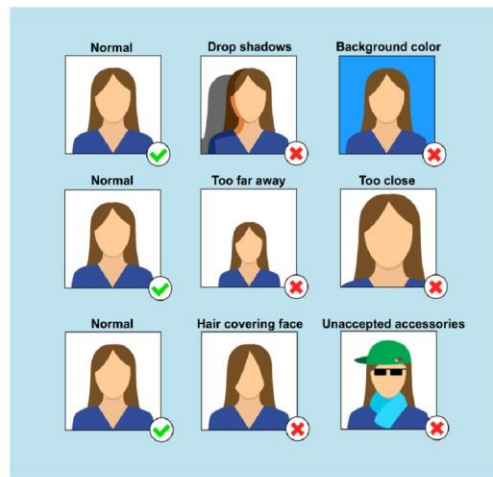 Normal
Drop shadows
Background color
Normal
Too far away
Too close
Normal
Hair covering face
Unaccepted accessories